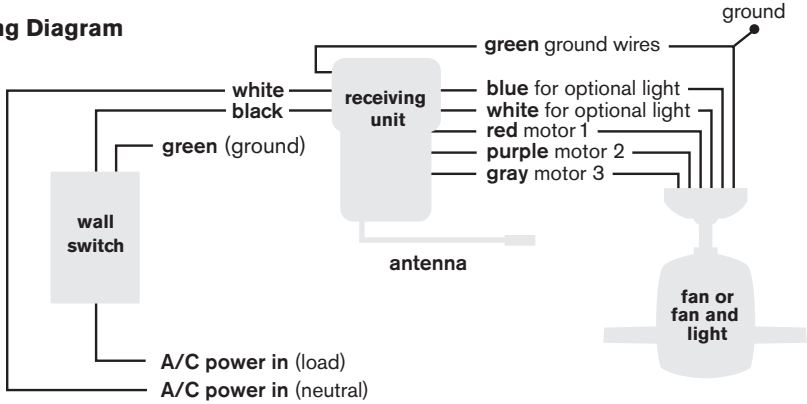 ng Diagram
ground
green ground wires
white
black
green (ground)
receiving
unit
blue for optional light
white for optional light
red motor 1
purple motor 2
gray motor 3
wall
switch
antenna
fan or
fan and
light
A/C power in (load)
A/C power in (neutral)